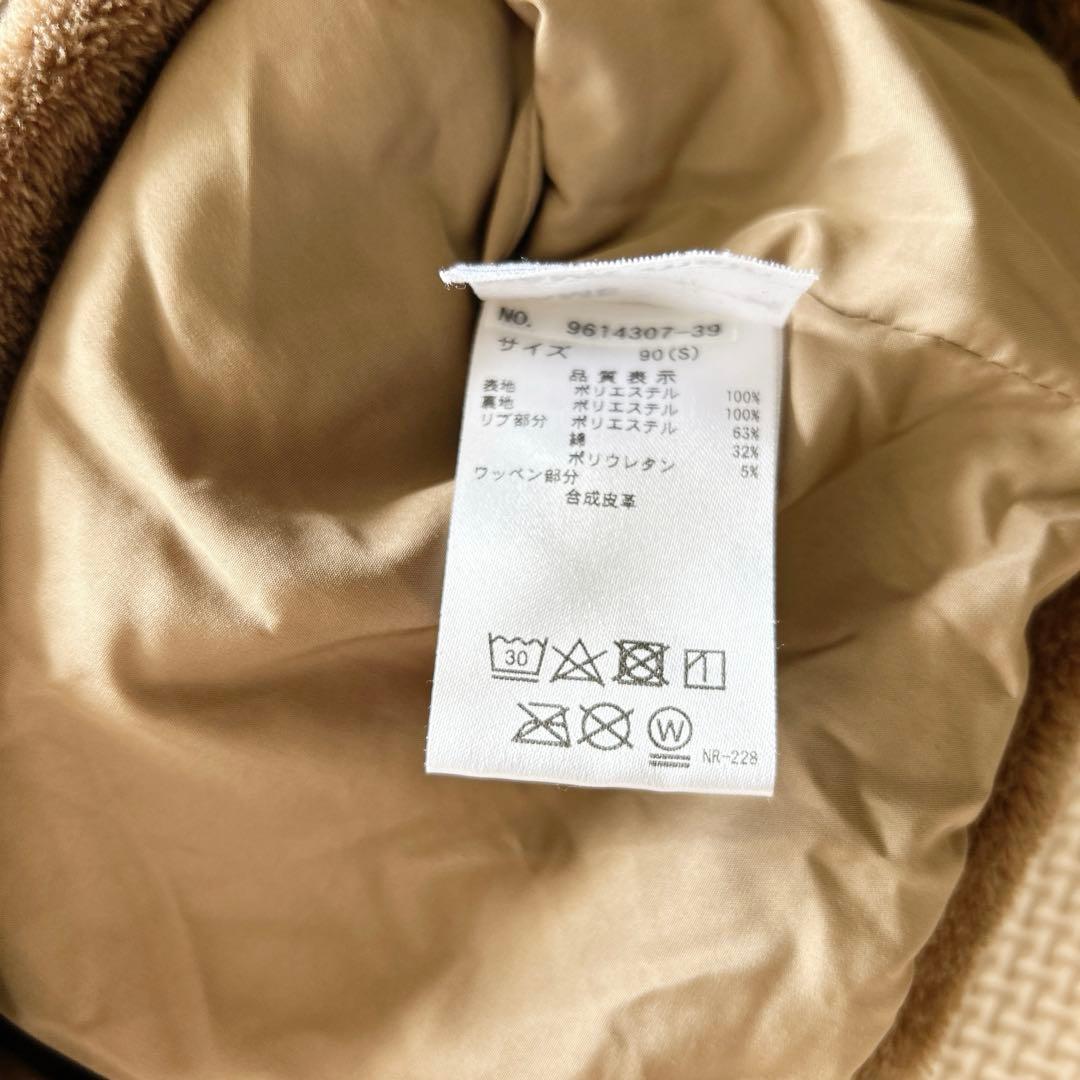 NO. 9614307-39
サイズ 90(S)
品質表示
表地 ポリエステル 100%
裏地 ポリエステル 100%
リブ部分 ポリエステル 63%
綿 32%
ポリウレタン 5%
ワッペン部分
合成皮革
30
W
NR-228